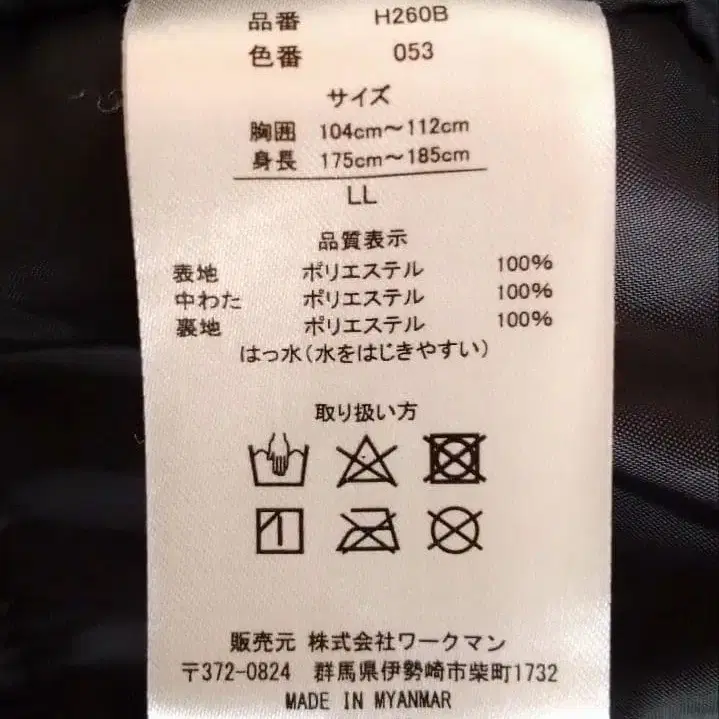 品番 H260B
色番 053
サイズ
胸囲 104cm～112cm
身長 175cm～185cm
LL
品質表示
表地 ポリエステル 100%
中わた ポリエステル 100%
裏地 ポリエステル 100%
はっ水(水をはじきやすい)
取り扱い方
販売元 株式会社ワークマン
〒372-0824 群馬県伊勢崎市柴町1732
MADE IN MYANMAR